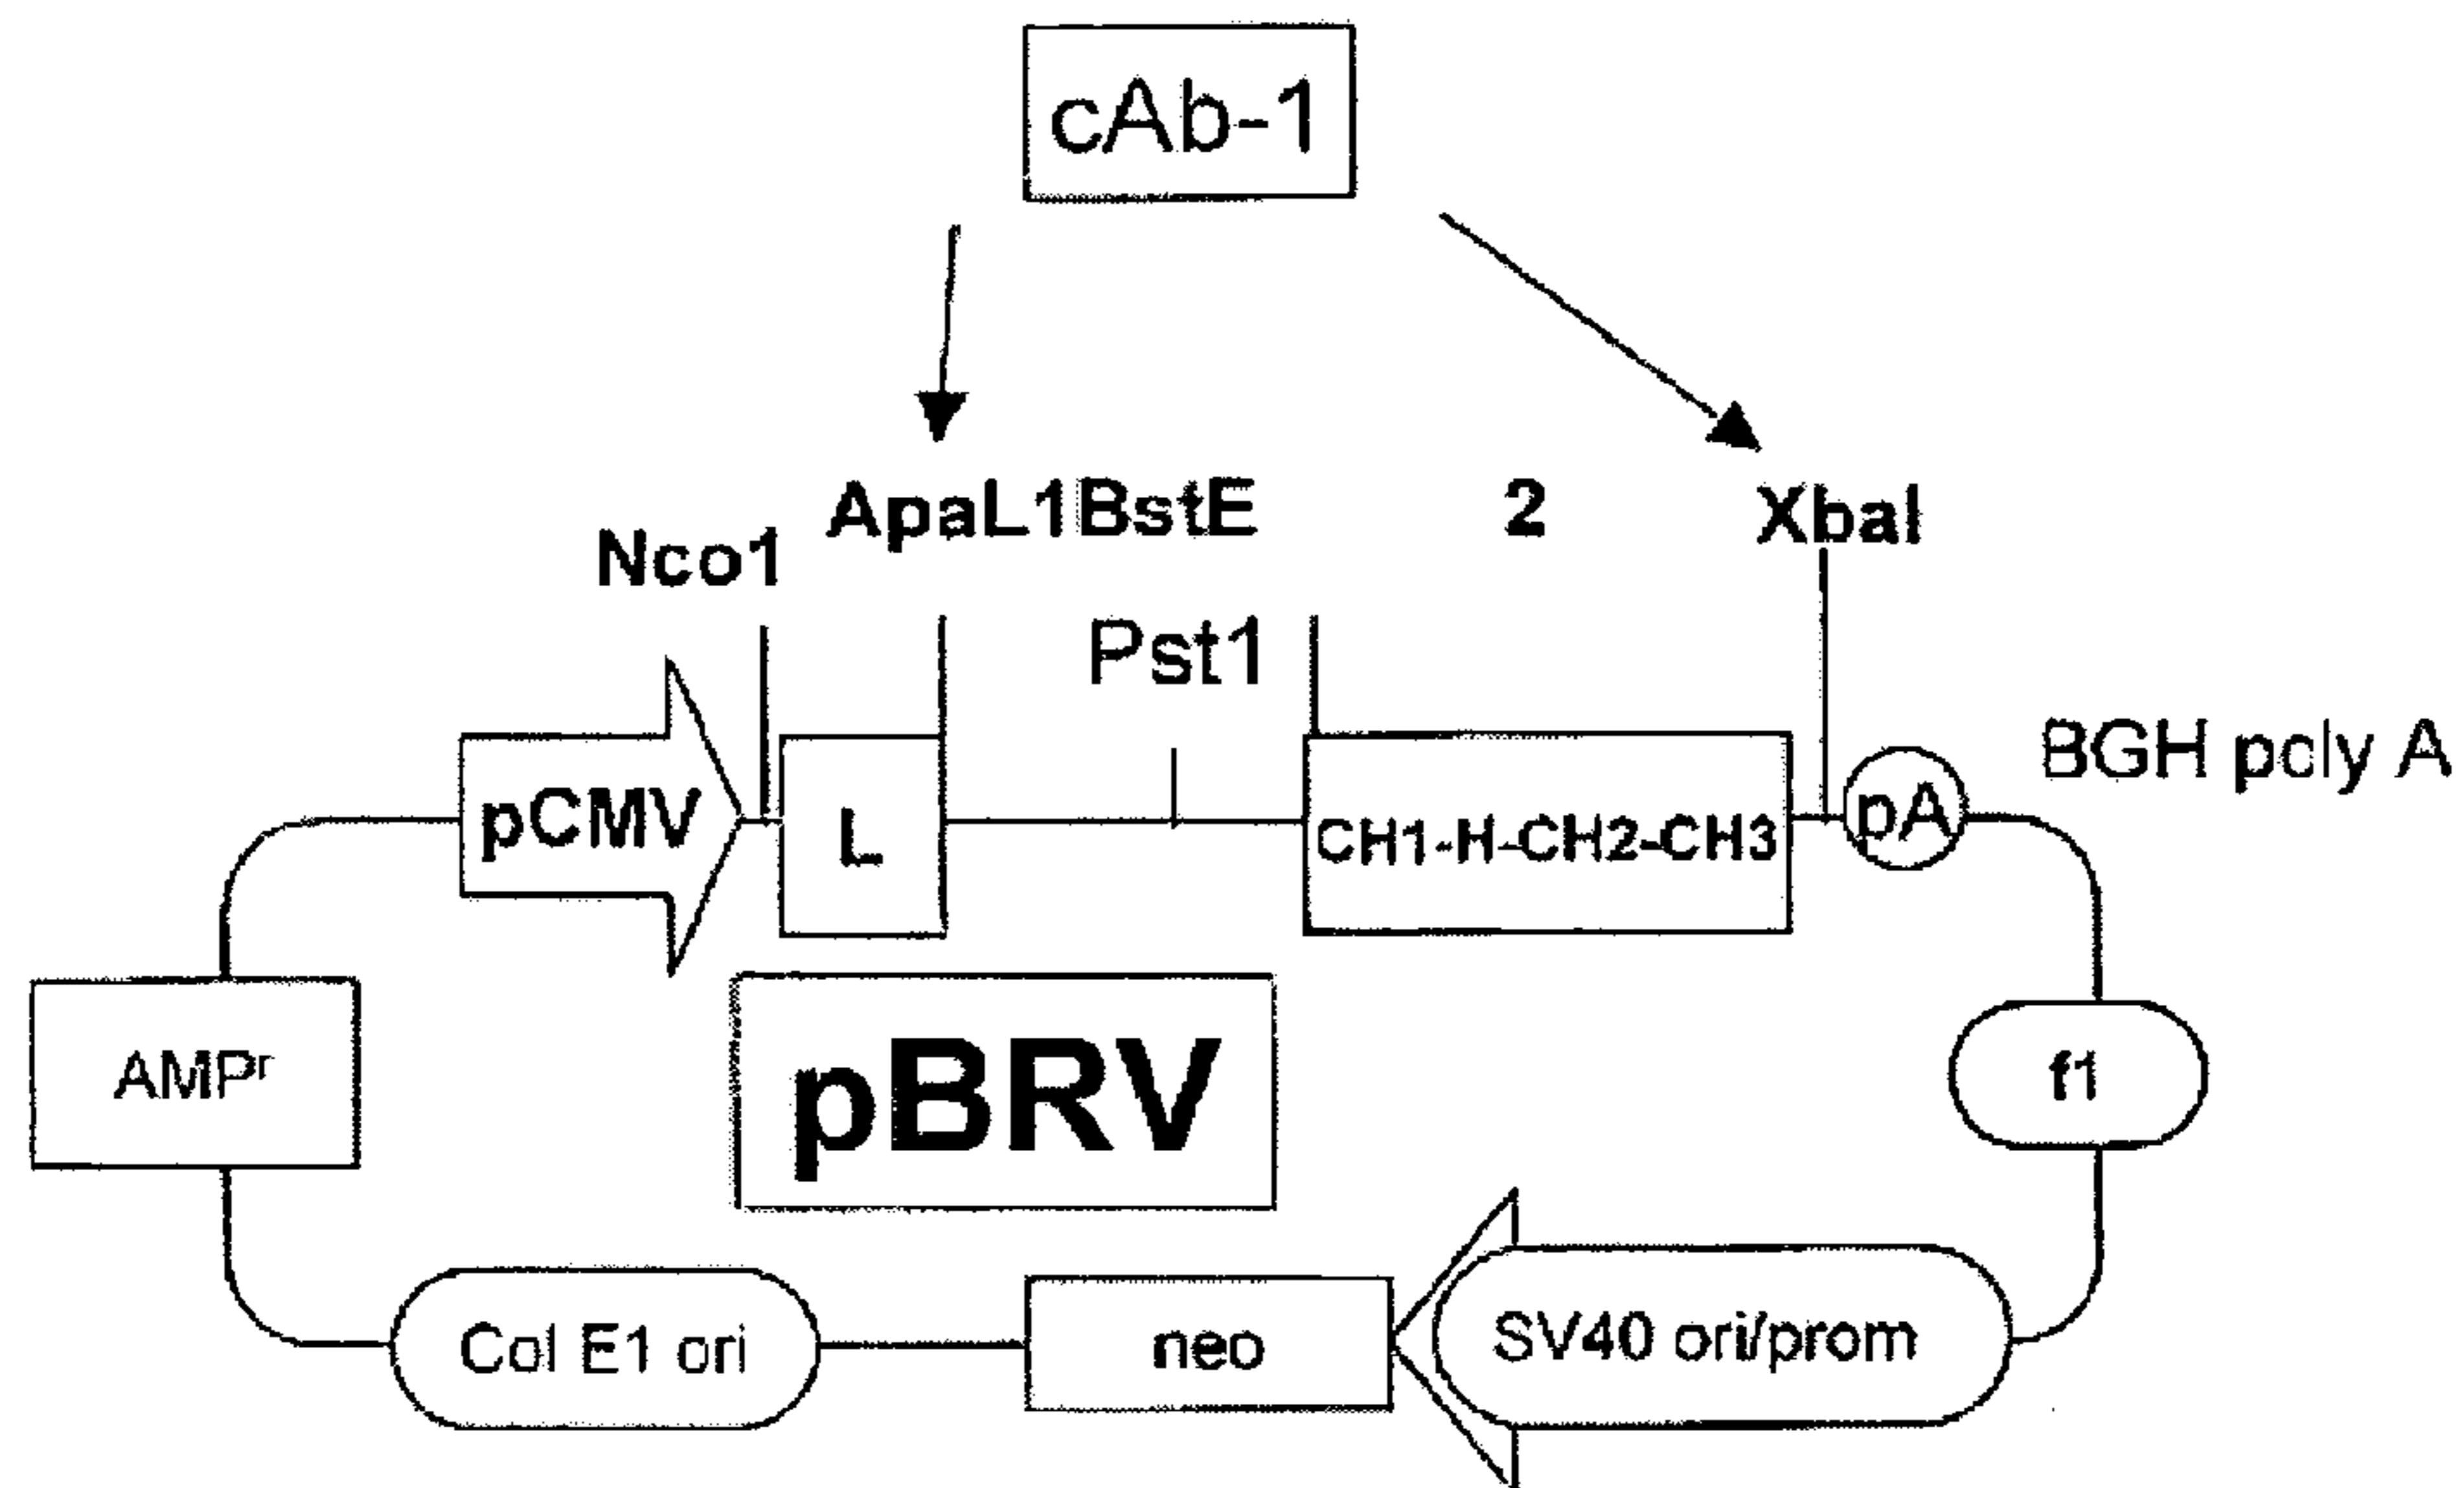 cAb-1
ApaL1BstE 2 XbaI
Nco1
Pst1
BGH poly A
pCMV
L
CH1-H-CH2-CH3
pA
AMPr
pBRV
f1
Col E1 ori
neo
SV40 ori/prom